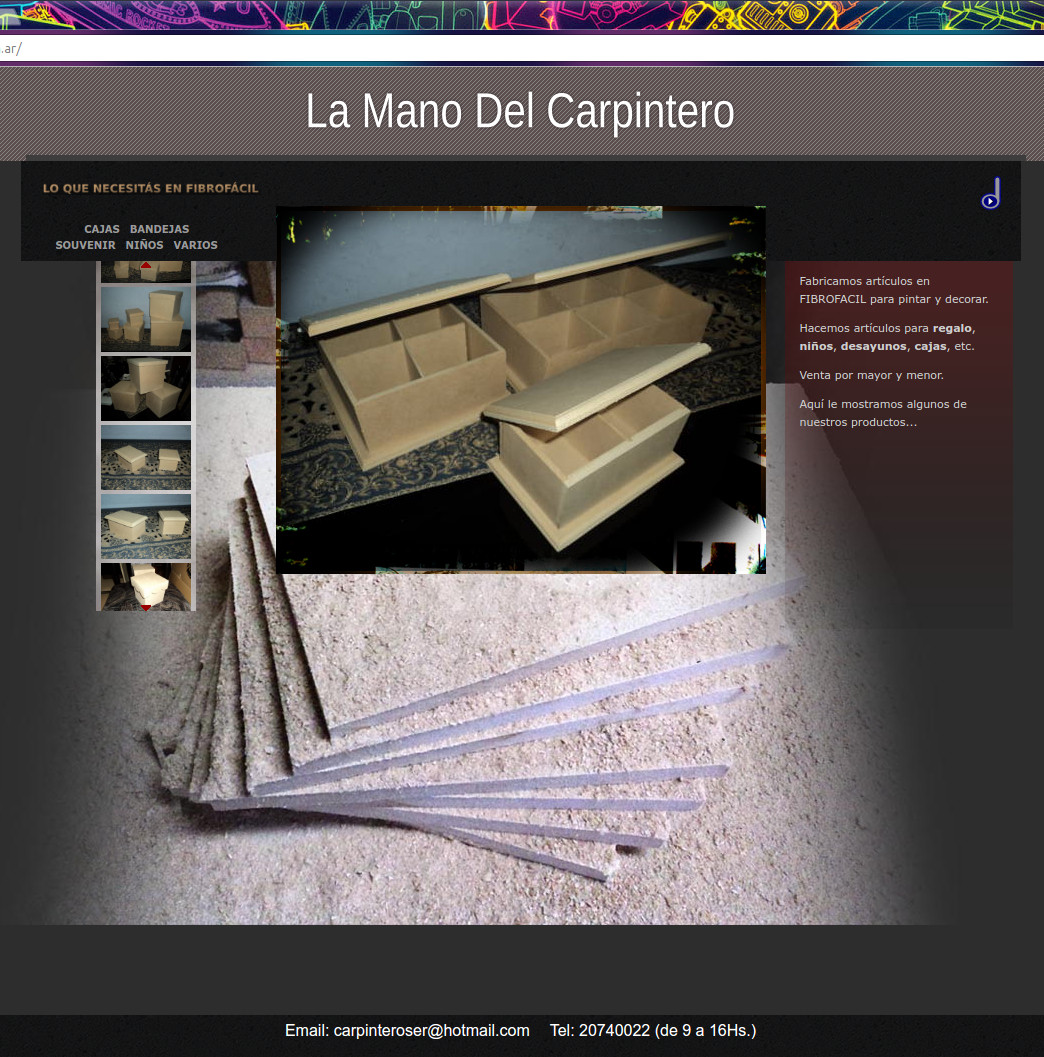 .ar/
La Mano Del Carpintero
LO QUE NECESITÁS EN FIBROFÁCIL
CAJAS BANDEJAS
SOUVENIR NIÑOS VARIOS
Fabricamos artículos en
FIBROFACIL para pintar y decorar.
Hacemos artículos para regalo,
niños, desayunos, cajas, etc.
Venta por mayor y menor.
Aquí le mostramos algunos de
nuestros productos...
Email: carpinteroser@hotmail.com Tel: 20740022 (de 9 a 16Hs.)